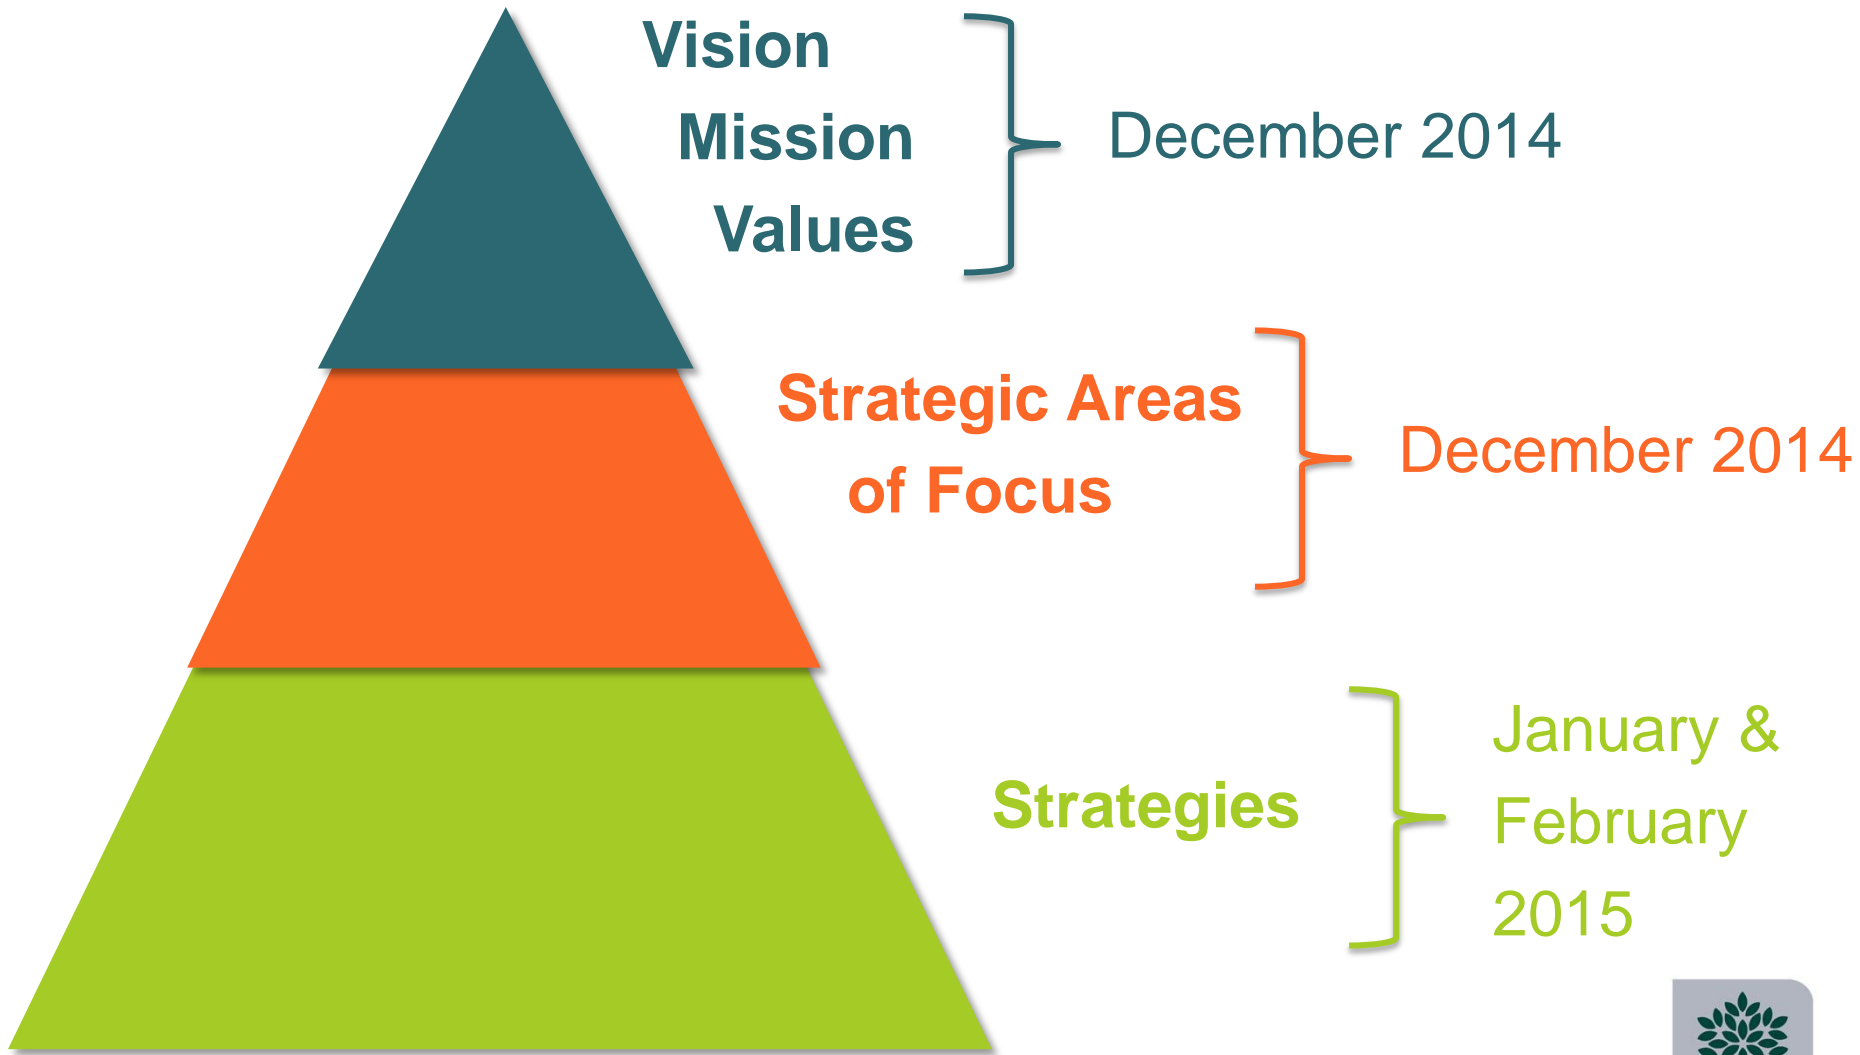 Vision
Mission
Values
December 2014
Strategic Areas
of Focus
December 2014
Strategies
January &
February
2015